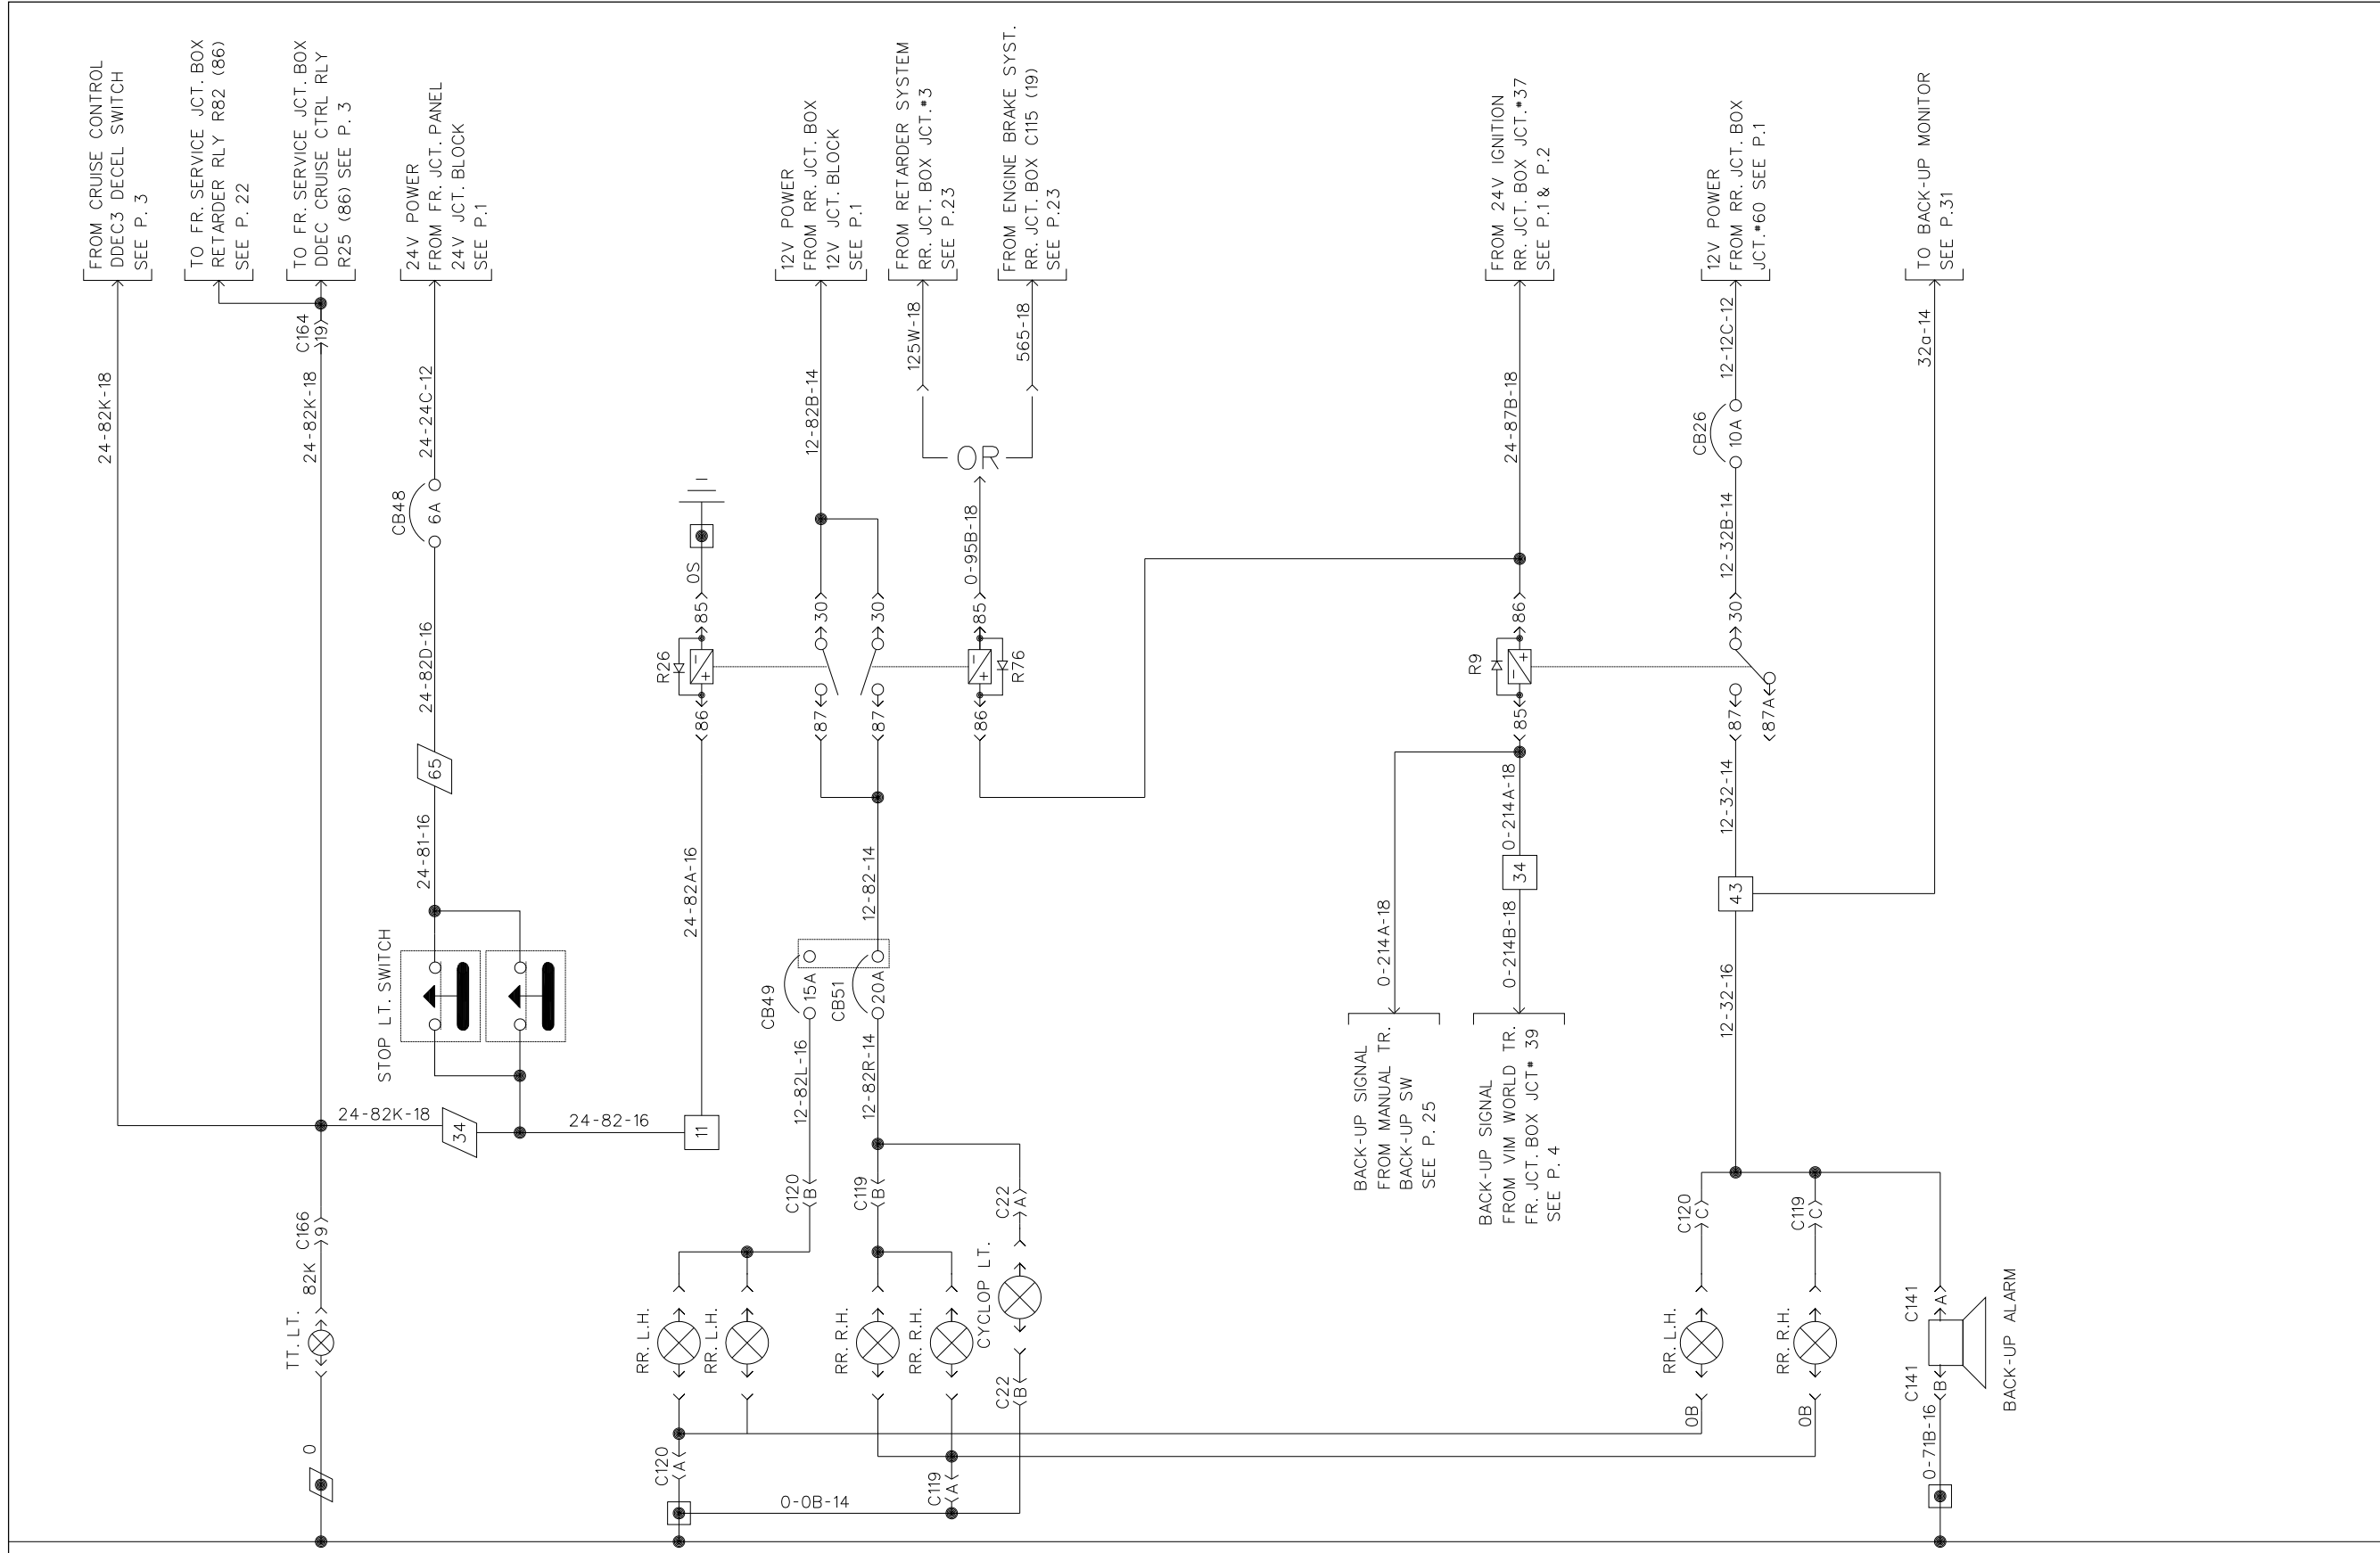 FROM CRUISE CONTROL
DDEC3 DECEL SWITCH
SEE P. 3
TO FR. SERVICE JCT. BOX
RETARDER RLY R82 (86)
SEE P. 22
TO FR. SERVICE JCT. BOX
DDEC CRUISE CTRL RLY
R25 (86) SEE P. 3
24V POWER
FROM FR. JCT. PANEL
24V JCT. BLOCK
SEE P.1
12V POWER
FROM RR. JCT. BOX
12V JCT. BLOCK
SEE P.1
FROM RETARDER SYSTEM
RR. JCT. BOX JCT.#3
SEE P.23
FROM ENGINE BRAKE SYST.
RR. JCT. BOX C115 (19)
SEE P.23
FROM 24V IGNITION
RR. JCT. BOX JCT.#37
SEE P.1 & P.2
12V POWER
FROM RR. JCT. BOX
JCT.#60 SEE P.1
TO BACK-UP MONITOR
SEE P.31
24-82K-18
C164
19
24-82K-18
24-24C-12
CB48
6A
24-82D-16
65
24-81-16
STOP LT. SWITCH
24-82K-18
34
24-82-16
11
24-82A-16
C166
9
82K
TT. LT.
0
0S
85
R26
86
12-82B-14
30
30
87
87
125W-18
565-18
OR
0-95B-18
85
R76
86
12-82-14
CB49
15A
CB51
20A
12-82L-16
12-82R-14
C120
B
C119
B
C22
A
RR. L.H.
RR. L.H.
RR. R.H.
RR. R.H.
CYCLOP LT.
C22
B
C120
A
C119
A
0-0B-14
24-87B-18
86
R9
85
0-214A-18
0-214A-18
34
0-214B-18
BACK-UP SIGNAL
FROM MANUAL TR.
BACK-UP SW
SEE P. 25
BACK-UP SIGNAL
FROM VIM WORLD TR.
FR. JCT. BOX JCT# 39
SEE P. 4
12-12C-12
CB26
10A
12-32B-14
30
87
87A
12-32-14
43
32a-14
12-32-16
C120
C
C119
C
RR. L.H.
RR. R.H.
0B
0B
C141
A
C141
B
BACK-UP ALARM
0-71B-16